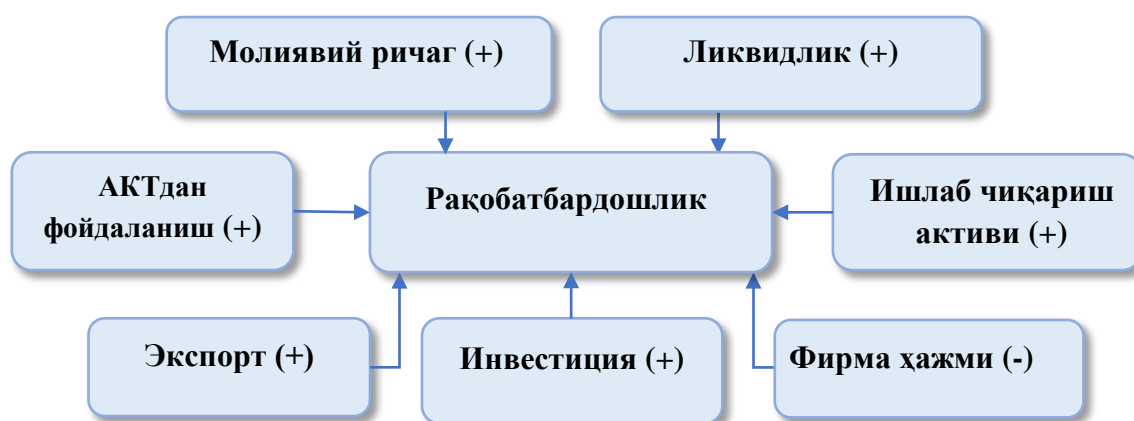 Молиявий ричаг (+)
Ликвидлик (+)
АКТдан
фойдаланиш (+)
Рақобатбардошлик
Ишлаб чиқариш
активи (+)
Экспорт (+)
Инвестиция (+)
Фирма ҳажми (-)